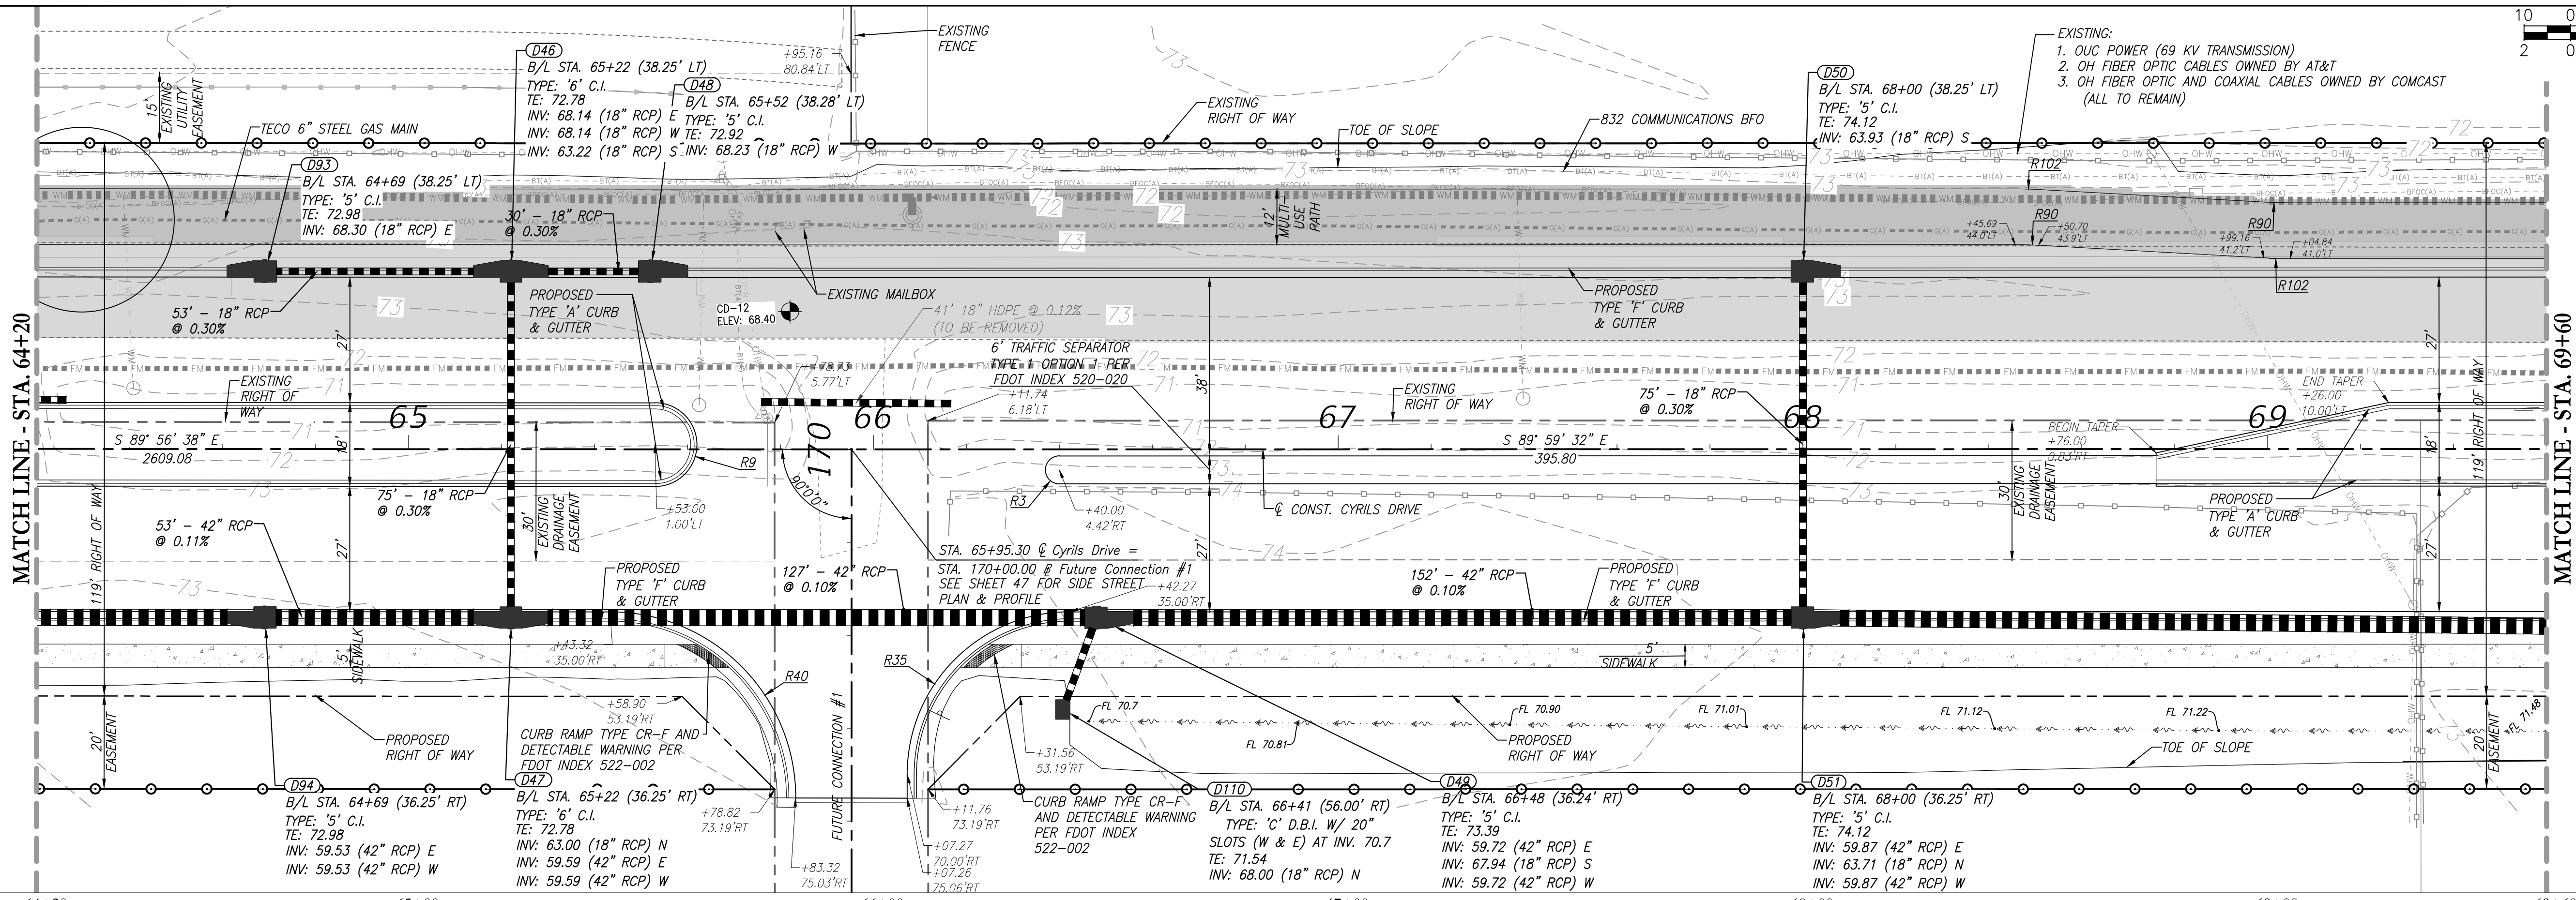 10 0
2 0
EXISTING:
1. OUC POWER (69 KV TRANSMISSION)
2. OH FIBER OPTIC CABLES OWNED BY AT&T
3. OH FIBER OPTIC AND COAXIAL CABLES OWNED BY COMCAST
(ALL TO REMAIN)
EXISTING
FENCE
+95.16
80.84'LT
D46
B/L STA. 65+22 (38.25' LT)
TYPE: '6' C.I.
TE: 72.78
INV: 68.14 (18" RCP) E
INV: 68.14 (18" RCP) W
INV: 63.22 (18" RCP) S
D48
B/L STA. 65+52 (38.28' LT)
TYPE: '5' C.I.
TE: 72.92
INV: 68.23 (18" RCP) W
D50
B/L STA. 68+00 (38.25' LT)
TYPE: '5' C.I.
TE: 74.12
INV: 63.93 (18" RCP) S
15'
EXISTING
UTILITY
EASEMENT
TECO 6" STEEL GAS MAIN
EXISTING
RIGHT OF WAY
TOE OF SLOPE
832 COMMUNICATIONS BFO
D93
B/L STA. 64+69 (38.25' LT)
TYPE: '5' C.I.
TE: 72.98
INV: 68.30 (18" RCP) E
30' - 18" RCP
@ 0.30%
12'
MULTI-
USE
PATH
R102
R90
R90
+45.69
44.0'LT
+50.70
43.9'LT
+99.16
41.2'LT
+04.84
41.0'LT
R102
53' - 18" RCP
@ 0.30%
PROPOSED
TYPE 'A' CURB
& GUTTER
EXISTING MAILBOX
CD-12
ELEV: 68.40
41' 18" HDPE @ 0.12%
(TO BE REMOVED)
PROPOSED
TYPE 'F' CURB
& GUTTER
6' TRAFFIC SEPARATOR
TYPE 1 OPTION 1 PER
FDOT INDEX 520-020
+11.74
6.18'LT
+78.73
5.77'LT
27'
38'
27'
EXISTING
RIGHT OF
WAY
EXISTING
RIGHT OF WAY
75' - 18" RCP
@ 0.30%
END TAPER
+26.00
10.00'LT
BEGIN TAPER
+76.00
0.83'RT
MATCH LINE - STA. 64+20
MATCH LINE - STA. 69+60
65
66
67
68
69
170
S 89° 56' 38" E
2609.08
S 89° 59' 32" E
395.80
18'
18'
R9
90°0'0"
R3
+40.00
4.42'RT
℄ CONST. CYRILS DRIVE
75' - 18" RCP
@ 0.30%
30'
EXISTING
DRAINAGE
EASEMENT
+53.00
1.00'LT
30'
EXISTING
DRAINAGE
EASEMENT
PROPOSED
TYPE 'A' CURB
& GUTTER
119' RIGHT OF WAY
119' RIGHT OF WAY
53' - 42" RCP
@ 0.11%
27'
27'
27'
PROPOSED
TYPE 'F' CURB
& GUTTER
127' - 42" RCP
@ 0.10%
STA. 65+95.30 ℄ Cyrils Drive =
STA. 170+00.00 ℄ Future Connection #1
SEE SHEET 47 FOR SIDE STREET
PLAN & PROFILE
+42.27
35.00'RT
152' - 42" RCP
@ 0.10%
PROPOSED
TYPE 'F' CURB
& GUTTER
5'
SIDEWALK
+43.32
35.00'RT
R40
R35
5'
SIDEWALK
+58.90
53.19'RT
+31.56
53.19'RT
FL 70.7
FL 70.81
FL 70.90
FL 71.01
FL 71.12
FL 71.22
FL 71.48
20'
EASEMENT
20'
EASEMENT
PROPOSED
RIGHT OF WAY
PROPOSED
RIGHT OF WAY
TOE OF SLOPE
CURB RAMP TYPE CR-F AND
DETECTABLE WARNING PER
FDOT INDEX 522-002
FUTURE CONNECTION #1
CURB RAMP TYPE CR-F
AND DETECTABLE WARNING
PER FDOT INDEX
522-002
D94
B/L STA. 64+69 (36.25' RT)
TYPE: '5' C.I.
TE: 72.98
INV: 59.53 (42" RCP) E
INV: 59.53 (42" RCP) W
D47
B/L STA. 65+22 (36.25' RT)
TYPE: '6' C.I.
TE: 72.78
INV: 63.00 (18" RCP) N
INV: 59.59 (42" RCP) E
INV: 59.59 (42" RCP) W
+78.82
73.19'RT
+83.32
75.03'RT
+11.76
73.19'RT
+07.27
70.00'RT
+07.26
75.06'RT
D110
B/L STA. 66+41 (56.00' RT)
TYPE: 'C' D.B.I. W/ 20"
SLOTS (W & E) AT INV. 70.7
TE: 71.54
INV: 68.00 (18" RCP) N
D49
B/L STA. 66+48 (36.24' RT)
TYPE: '5' C.I.
TE: 73.39
INV: 59.72 (42" RCP) E
INV: 67.94 (18" RCP) S
INV: 59.72 (42" RCP) W
D51
B/L STA. 68+00 (36.25' RT)
TYPE: '5' C.I.
TE: 74.12
INV: 59.87 (42" RCP) E
INV: 63.71 (18" RCP) N
INV: 59.87 (42" RCP) W